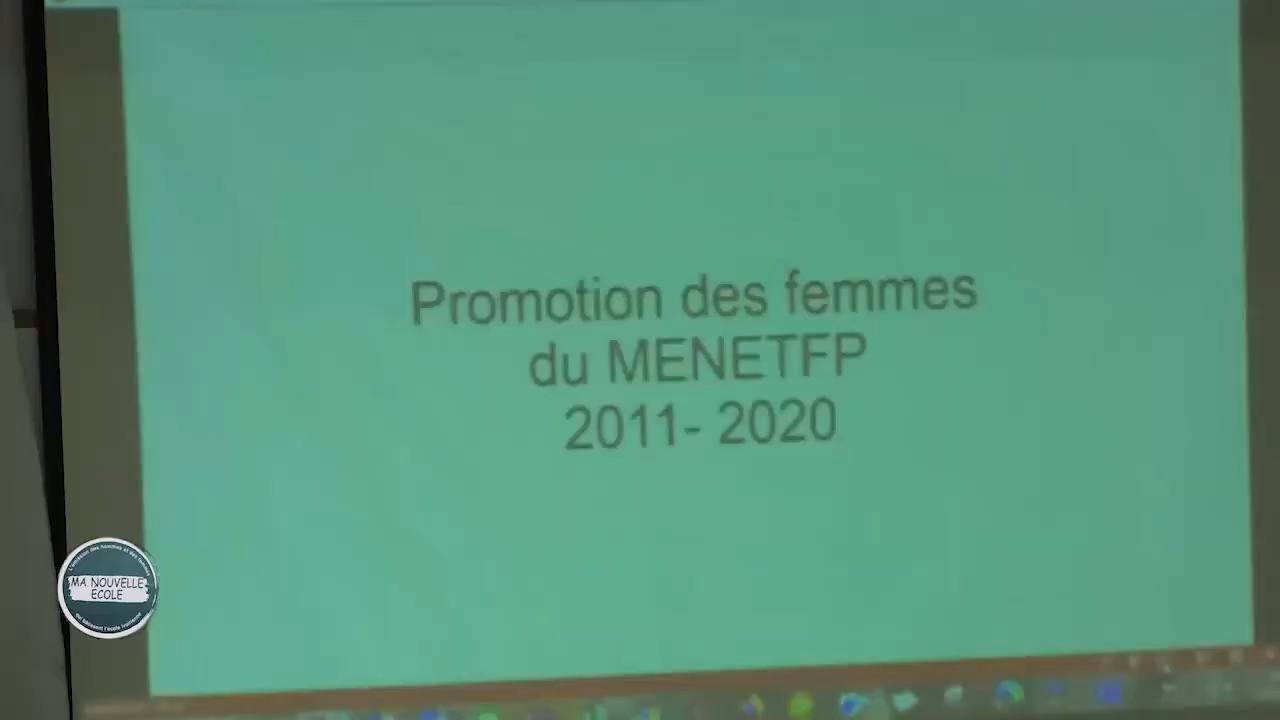 Promotion des femmes
du MENETFP
2011- 2020
MA NOUVELLE
ECOLE